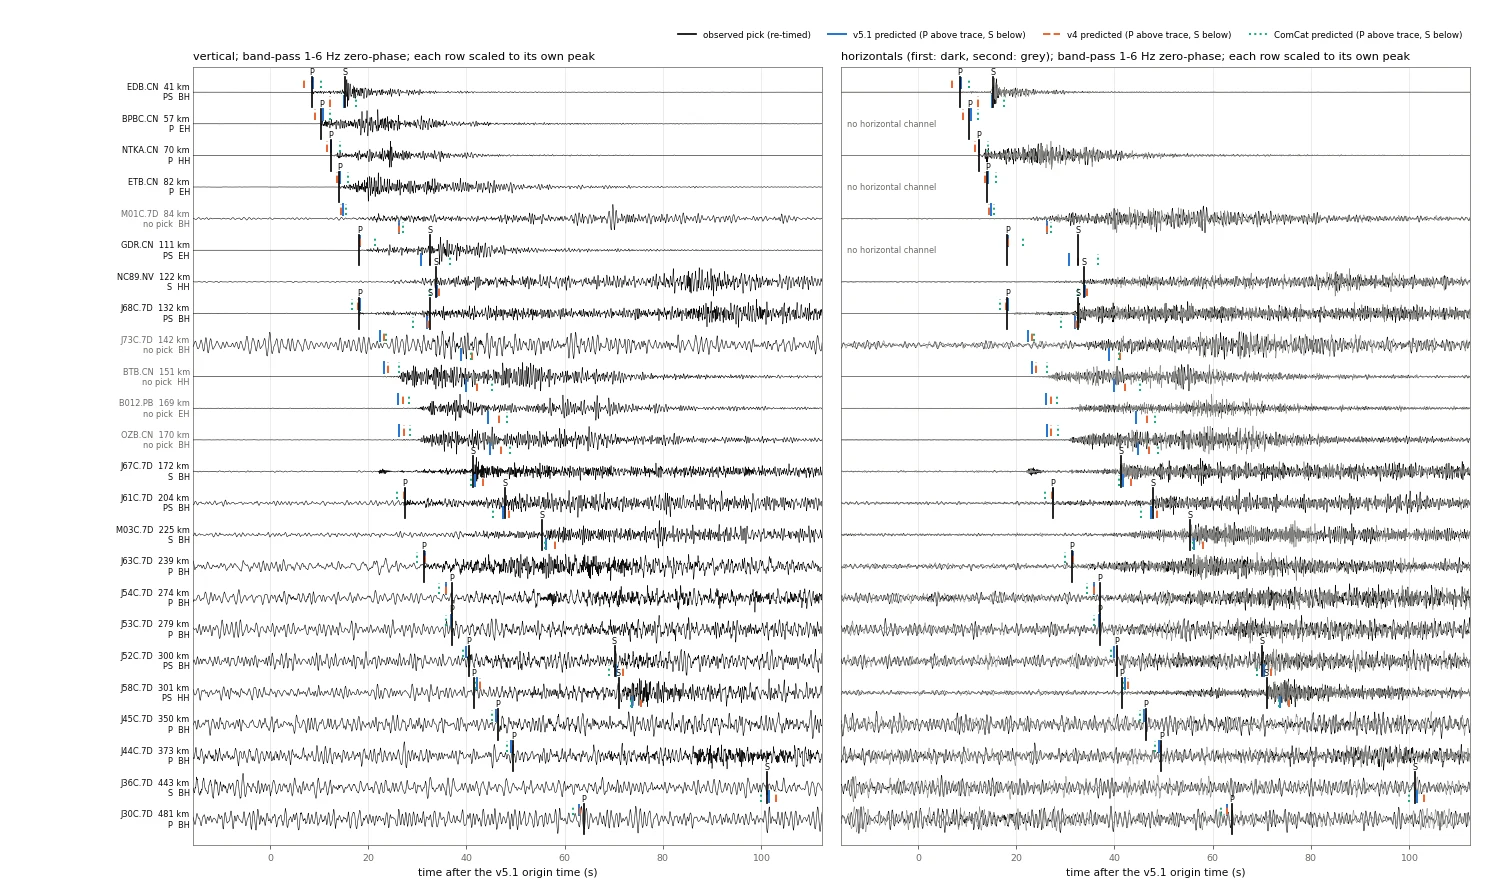 observed pick (re-timed) v5.1 predicted (P above trace, S below) v4 predicted (P above trace, S below) ComCat predicted (P above trace, S below)
vertical; band-pass 1-6 Hz zero-phase; each row scaled to its own peak
horizontals (first: dark, second: grey); band-pass 1-6 Hz zero-phase; each row scaled to its own peak
EDB.CN 41 km
PS BH
BPBC.CN 57 km
P EH
NTKA.CN 70 km
P HH
ETB.CN 82 km
P EH
M01C.7D 84 km
no pick BH
GDR.CN 111 km
PS EH
NC89.NV 122 km
S HH
J68C.7D 132 km
PS BH
J73C.7D 142 km
no pick BH
BTB.CN 151 km
no pick HH
B012.PB 169 km
no pick EH
OZB.CN 170 km
no pick BH
J67C.7D 172 km
S BH
J61C.7D 204 km
PS BH
M03C.7D 225 km
S BH
J63C.7D 239 km
P BH
J54C.7D 274 km
P BH
J53C.7D 279 km
P BH
J52C.7D 300 km
PS BH
J58C.7D 301 km
PS HH
J45C.7D 350 km
P BH
J44C.7D 373 km
P BH
J36C.7D 443 km
S BH
J30C.7D 481 km
P BH
P S
P
P
P
P S
S
P S
S
P S
S
P
P
P
P S
P S
P
P
S
P
0 20 40 60 80 100
time after the v5.1 origin time (s)
P S
P
no horizontal channel
P
P
no horizontal channel
no horizontal channel
P S
S
P S
S
P S
S
P
P
P
P S
P S
P
P
S
P
0 20 40 60 80 100
time after the v5.1 origin time (s)